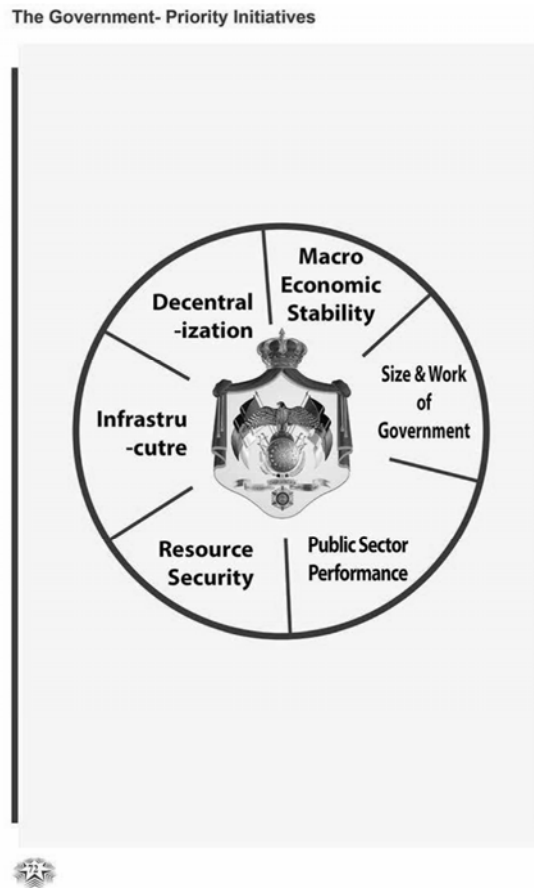 The Government- Priority Initiatives
Macro
Economic
Stability
Size & Work
of
Government
Public Sector
Performance
Resource
Security
Infrastru
-cutre
Decentral
-ization